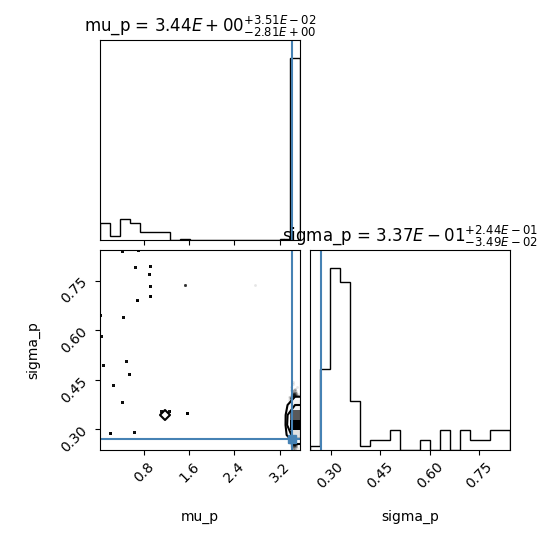 mu_p = 3.44E + 00+3.51E − 02 −2.81E + 00
sigma_p = 3.37E − 01+2.44E − 01 −3.49E − 02
0.75
0.60
0.45
0.30
sigma_p
0.8 1.6 2.4 3.2 0.30 0.45 0.60 0.75
mu_p sigma_p